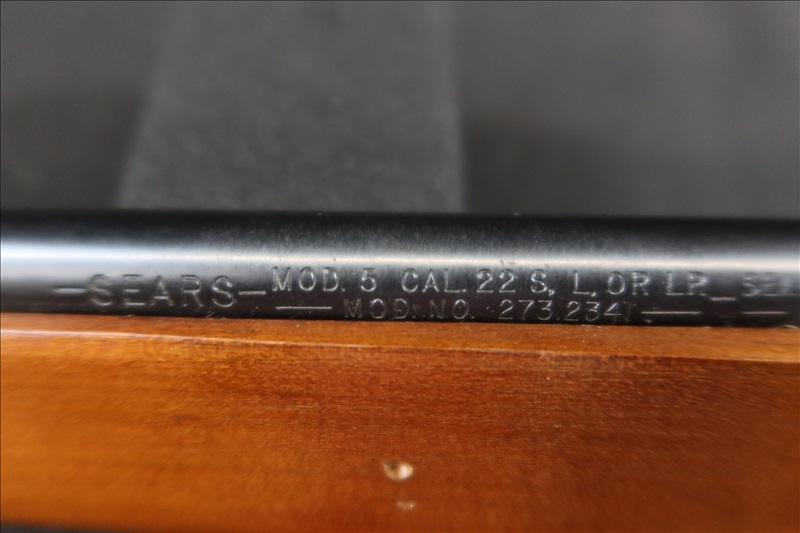 —SEARS— MOD. 5 CAL. 22 S, L, OR LR
— MOD. NO. 273.2341 — —